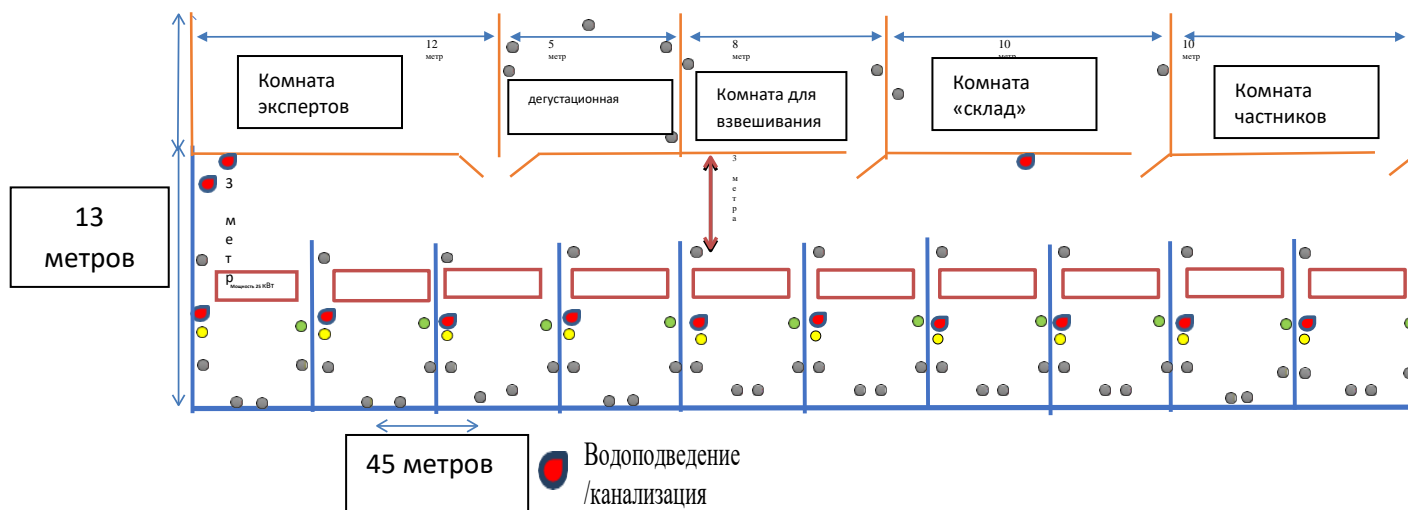 12
метр
5
метр
8
метр
10
метр
10
метр
Комната
экспертов
дегустационная
Комната для
взвешивания
Комната
«склад»
Комната
частников
3
м
е
т
р
а
3
м
е
т
р
13
метров
Мощность 25 кВт
45 метров
Водоподведение
/канализация